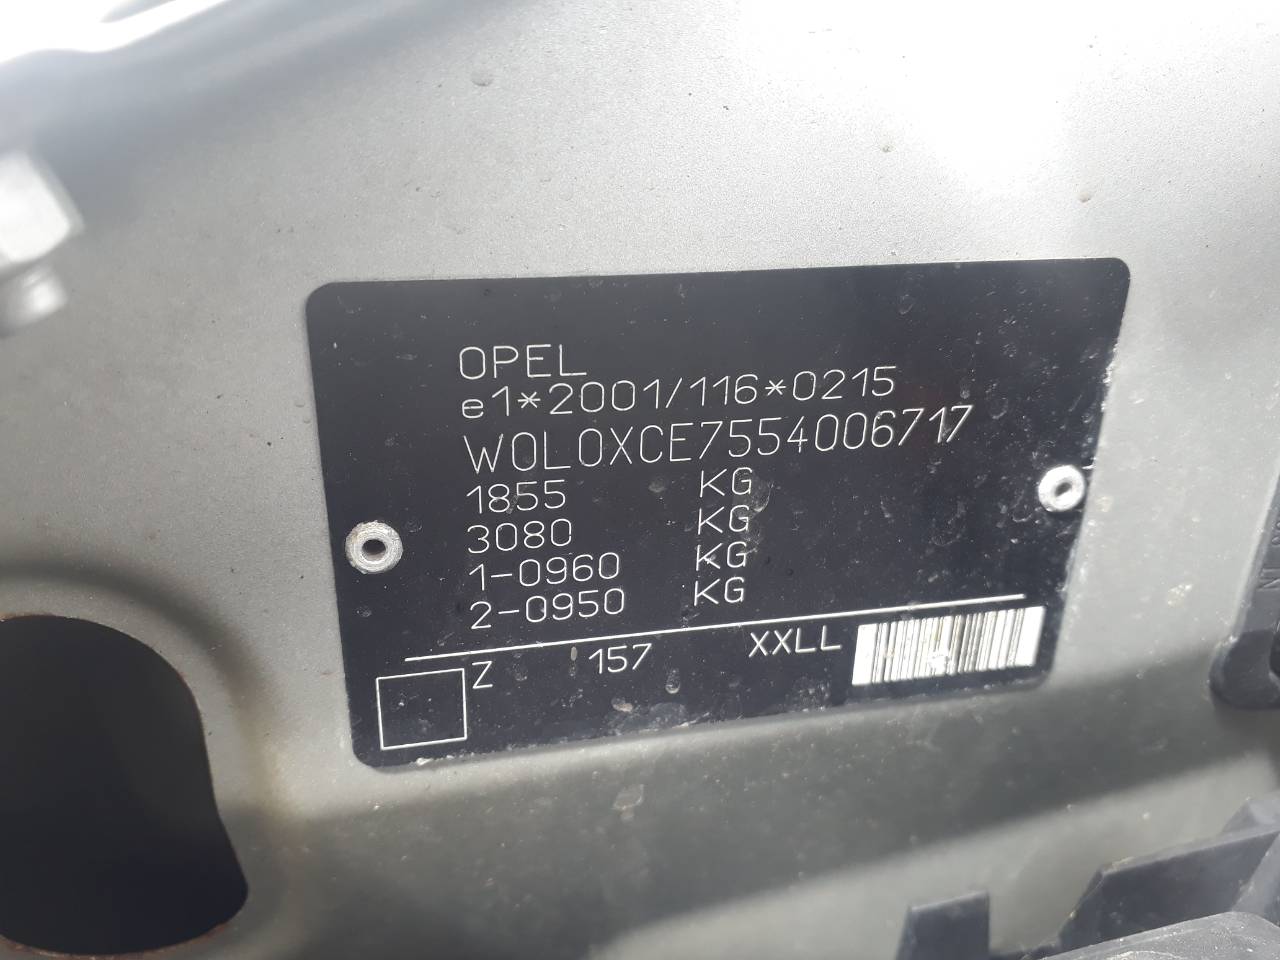 OPEL
e1*2001/116*0215
W0L0XCE7554006717
1855 KG
3080 KG
1-0960 KG
2-0950 KG
Z 157 XXLL